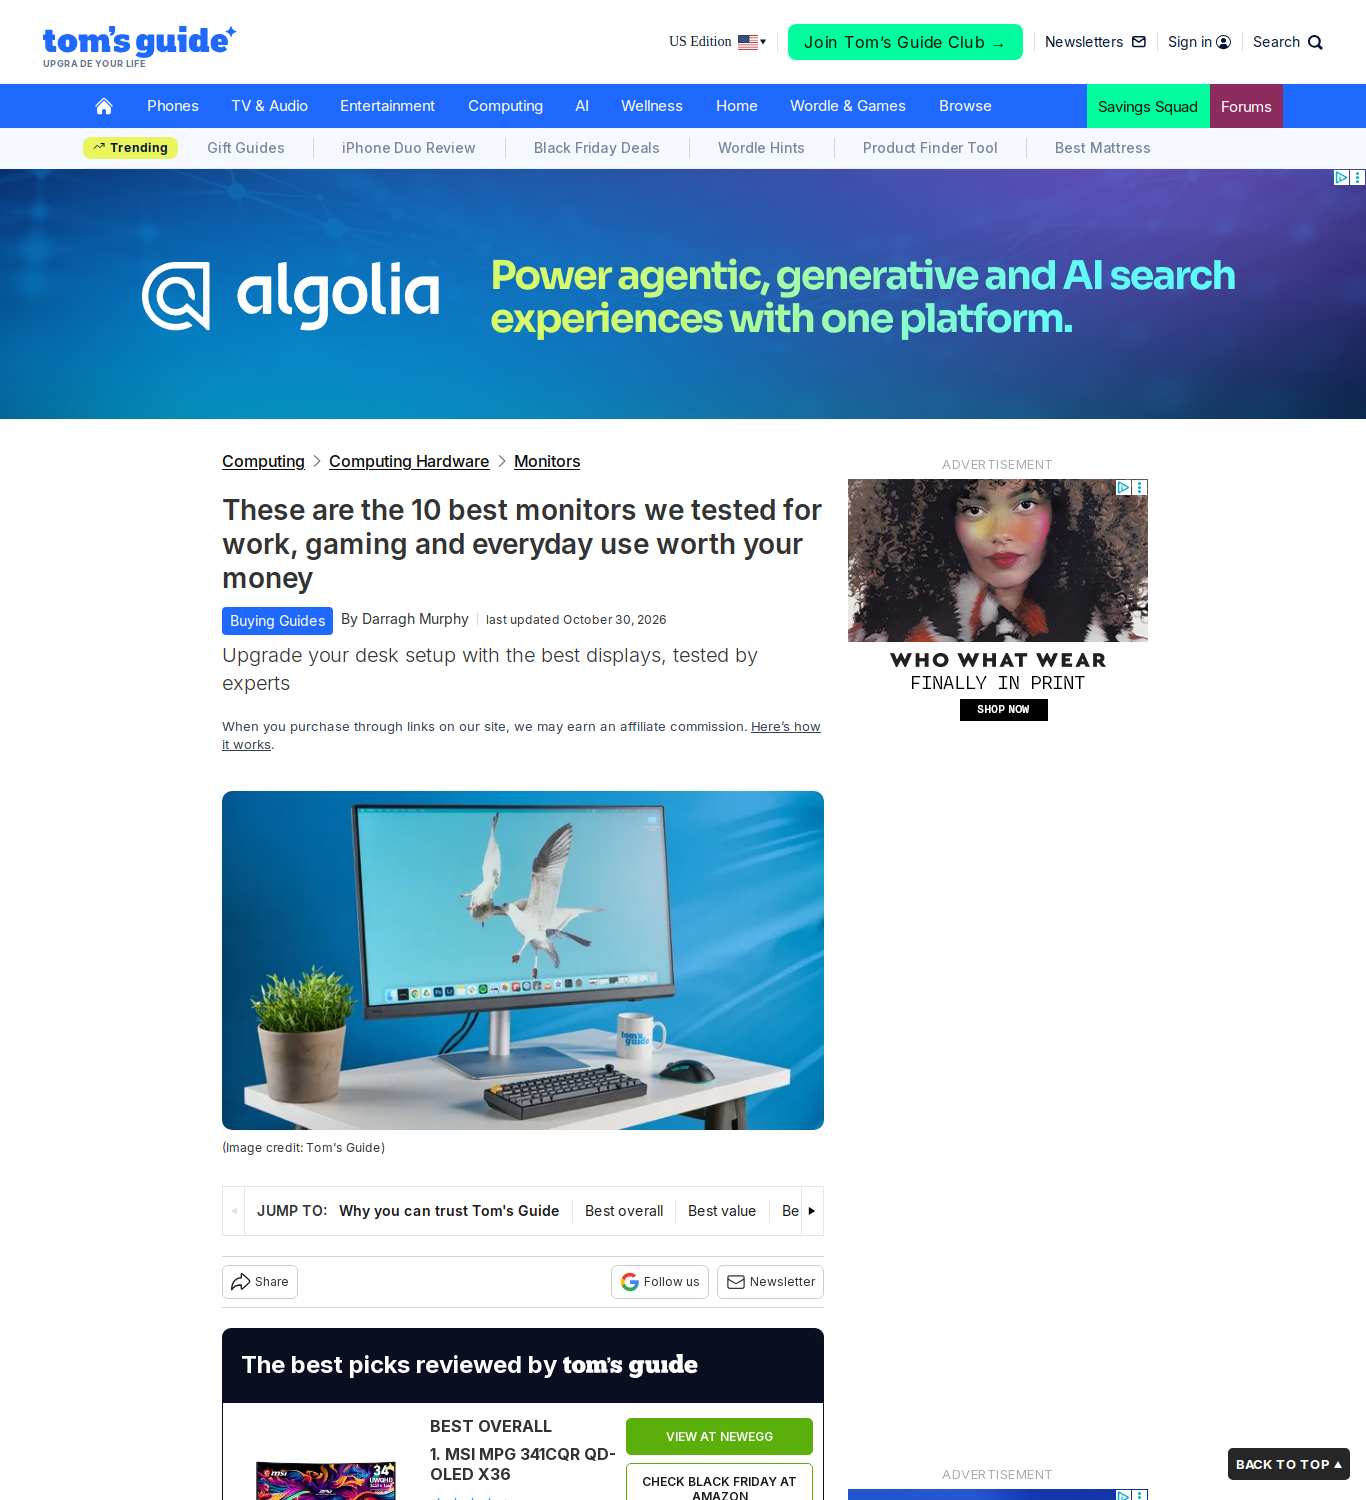 tom's guide
UPGRADE YOUR LIFE
US Edition
Join Tom's Guide Club →
Newsletters
Sign in
Search
Phones
TV & Audio
Entertainment
Computing
AI
Wellness
Home
Wordle & Games
Browse
Savings Squad
Forums
Trending
Gift Guides
iPhone Duo Review
Black Friday Deals
Wordle Hints
Product Finder Tool
Best Mattress
algolia
Power agentic, generative and AI search
experiences with one platform.
Computing > Computing Hardware > Monitors
These are the 10 best monitors we tested for
work, gaming and everyday use worth your
money
Buying Guides
By Darragh Murphy
last updated October 30, 2026
Upgrade your desk setup with the best displays, tested by
experts
When you purchase through links on our site, we may earn an affiliate commission. Here's how
it works.
ADVERTISEMENT
WHO WHAT WEAR
FINALLY IN PRINT
SHOP NOW
tom's
guide
(Image credit: Tom's Guide)
JUMP TO:
Why you can trust Tom's Guide
Best overall
Best value
Be
Share
Follow us
Newsletter
The best picks reviewed by tom's guide
msi
34"
UWQHD
BEST OVERALL
1. MSI MPG 341CQR QD-
OLED X36
VIEW AT NEWEGG
CHECK BLACK FRIDAY AT
AMAZON
ADVERTISEMENT
BACK TO TOP ▲